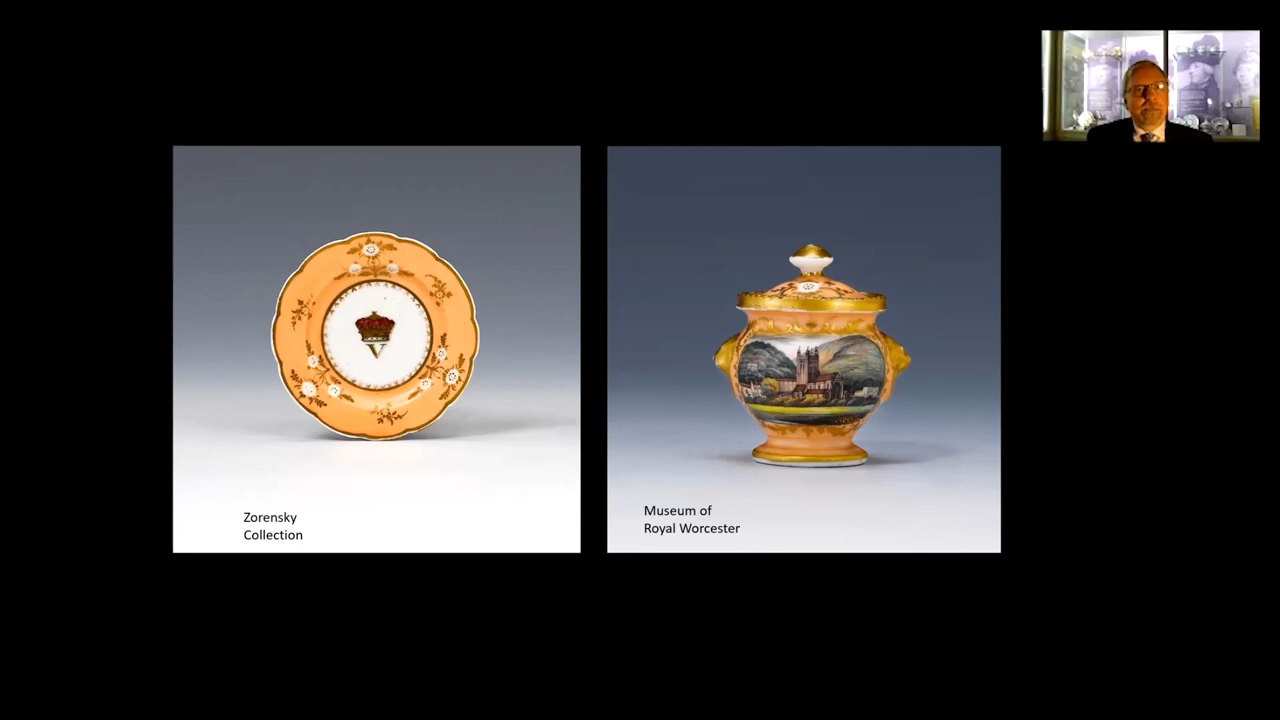 V
Zorensky
Collection
Museum of
Royal Worcester